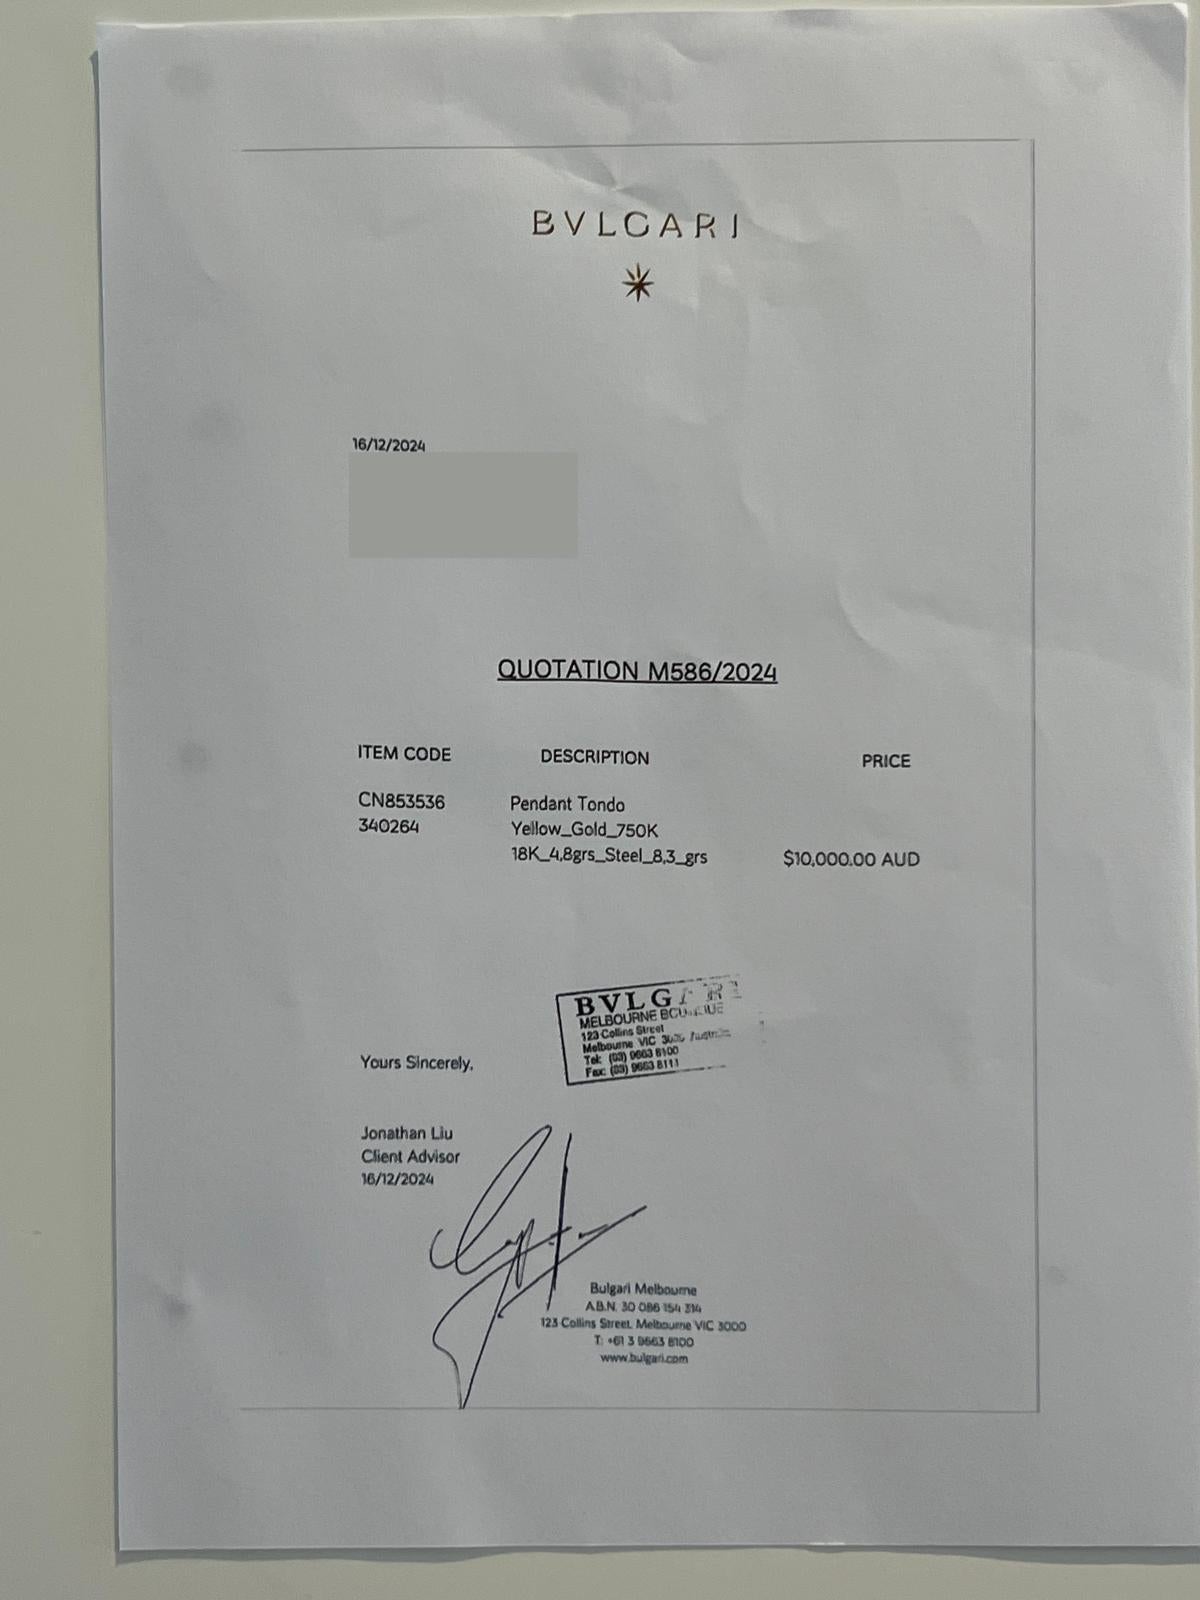 BVLGARI
16/12/2024
QUOTATION M586/2024
ITEM CODE DESCRIPTION PRICE
CN853536 Pendant Tondo
340264 Yellow_Gold_750K
18K_4,8grs_Steel_8,3_grs $10,000.00 AUD
BVLG
MELBOURNE
123 Collins Street
Melbourne VIC
Tel: (03) 9663 8100
Fax: (03) 9663 8111
Yours Sincerely,
Jonathan Liu
Client Advisor
16/12/2024
Bulgari Melbourne
A.B.N. 30 086 154 314
123 Collins Street, Melbourne VIC 3000
T: +61 3 9663 8100
www.bulgari.com